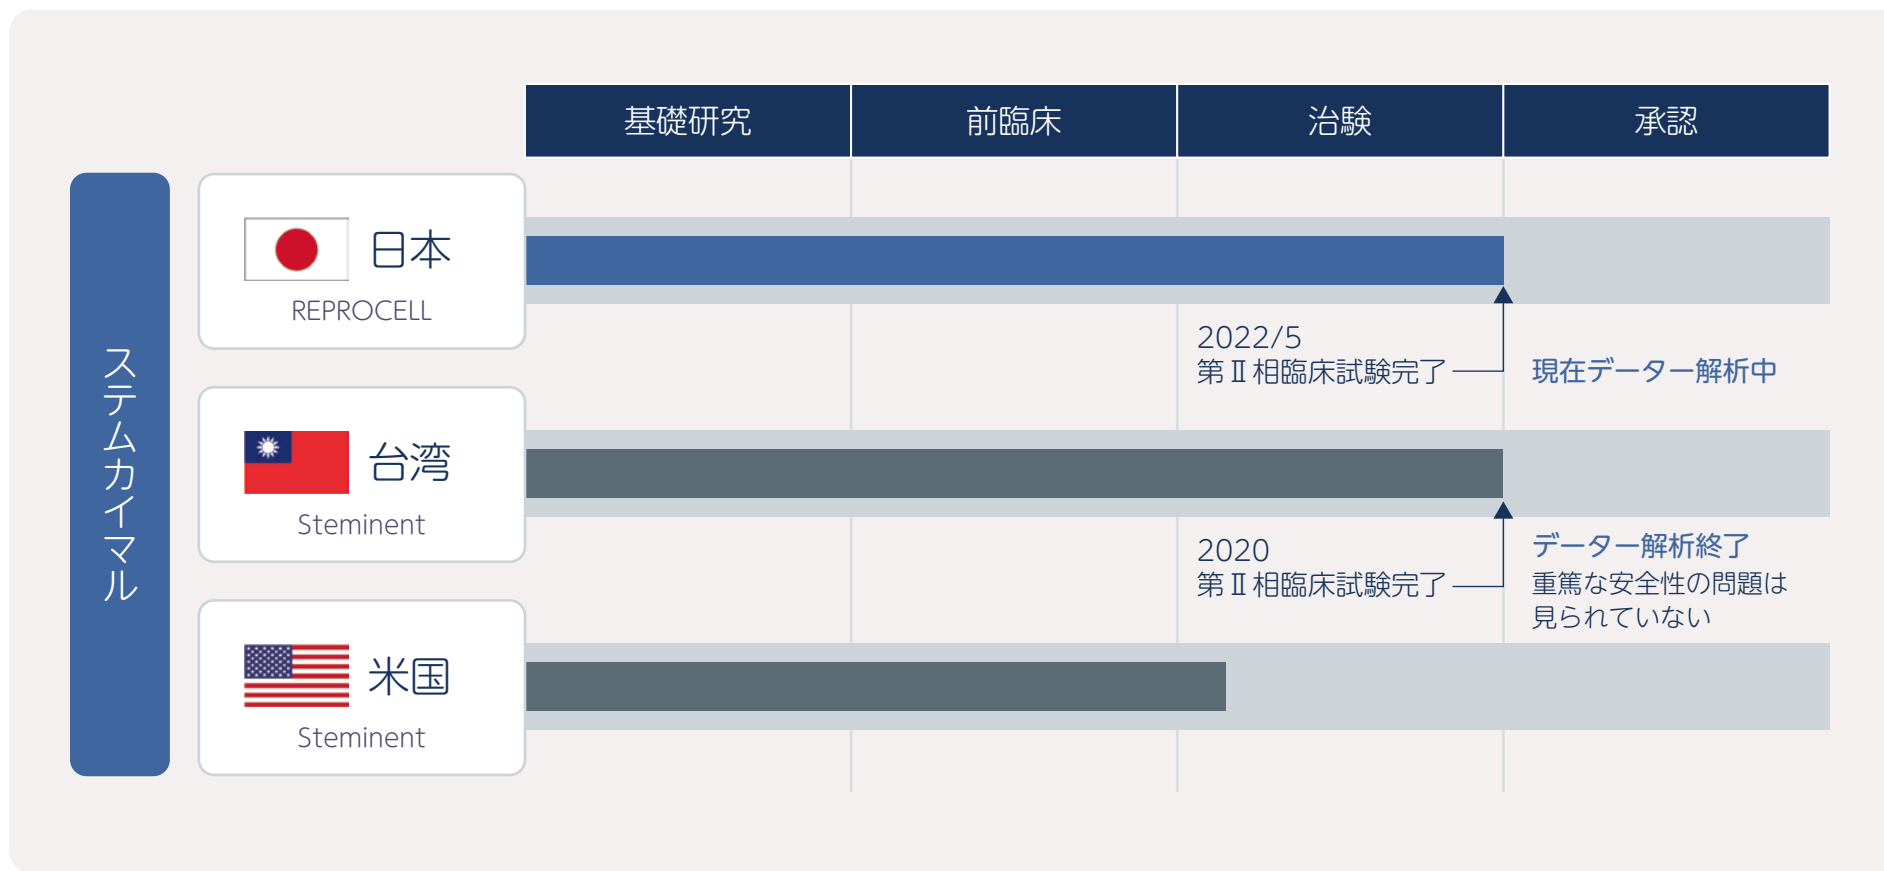 基礎研究
前臨床
治験
承認
ステムカイマル
日本
REPROCELL
2022/5
第Ⅱ相臨床試験完了
現在データー解析中
台湾
Steminent
2020
第Ⅱ相臨床試験完了
データー解析終了
重篤な安全性の問題は
見られていない
米国
Steminent